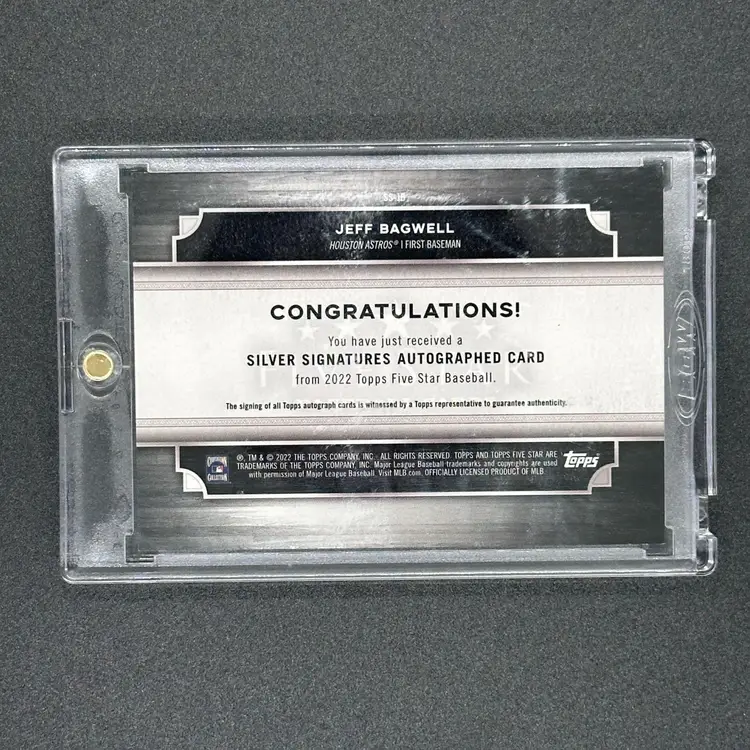 JEFF BAGWELL
HOUSTON ASTROS® | FIRST BASEMAN
CONGRATULATIONS!
You have just received a
SILVER SIGNATURES AUTOGRAPHED CARD
from 2022 Topps Five Star Baseball.
The signing of all Topps autograph cards is witnessed by a Topps representative to guarantee authenticity.
®, TM & © 2022 THE TOPPS COMPANY, INC. ALL RIGHTS RESERVED. TOPPS AND TOPPS FIVE STAR ARE
TRADEMARKS OF THE TOPPS COMPANY, INC. Major League Baseball trademarks and copyrights are used
with permission of Major League Baseball. Visit MLB.com. OFFICIALLY LICENSED PRODUCT OF MLB.
topps